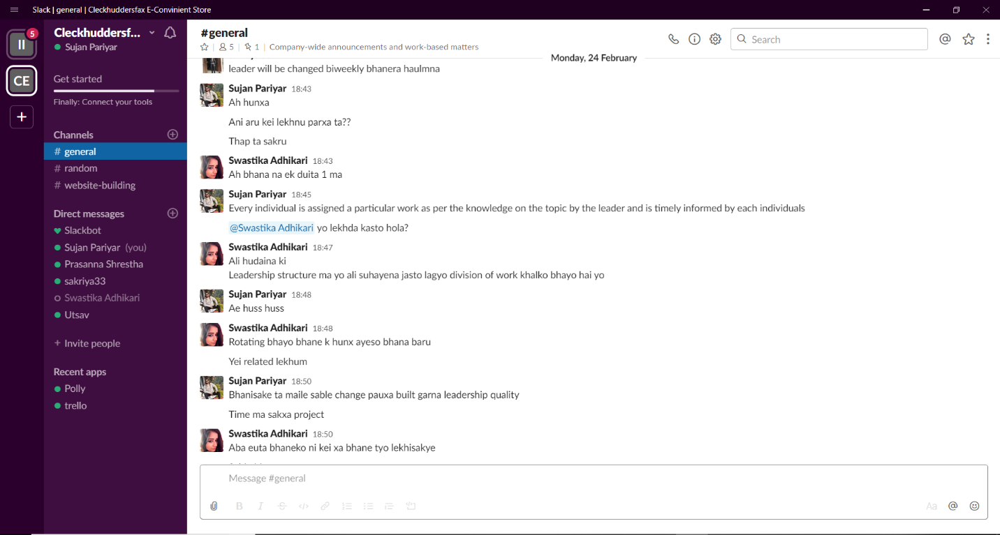 Slack | general | Cleckhuddersfax E-Convinient Store
5
II
CE
+
Cleckhuddersf...
Sujan Pariyar
Get started
Finally: Connect your tools
Channels
# general
# random
# website-building
Direct messages
Slackbot
Sujan Pariyar (you)
Prasanna Shrestha
sakriya33
Swastika Adhikari
Utsav
+ Invite people
Recent apps
Polly
trello
#general
5 | 1 | Company-wide announcements and work-based matters
Search
Monday, 24 February
leader will be changed biweekly bhanera haulmna
Sujan Pariyar 18:43
Ah hunxa
Ani aru kei lekhnu parxa ta??
Thap ta sakru
Swastika Adhikari 18:43
Ah bhana na ek duita 1 ma
Sujan Pariyar 18:45
Every individual is assigned a particular work as per the knowledge on the topic by the leader and is timely informed by each individuals
@Swastika Adhikari yo lekhda kasto hola?
Swastika Adhikari 18:47
Ali hudaina ki
Leadership structure ma yo ali suhayena jasto lagyo division of work khalko bhayo hai yo
Sujan Pariyar 18:48
Ae huss huss
Swastika Adhikari 18:48
Rotating bhayo bhane k hunx ayeso bhana baru
Yei related lekhum
Sujan Pariyar 18:50
Bhanisake ta maile sable change pauxa built garna leadership quality
Time ma sakxa project
Swastika Adhikari 18:50
Aba euta bhaneko ni kei xa bhane tyo lekhisakye
Message #general
B I S </> Aa @